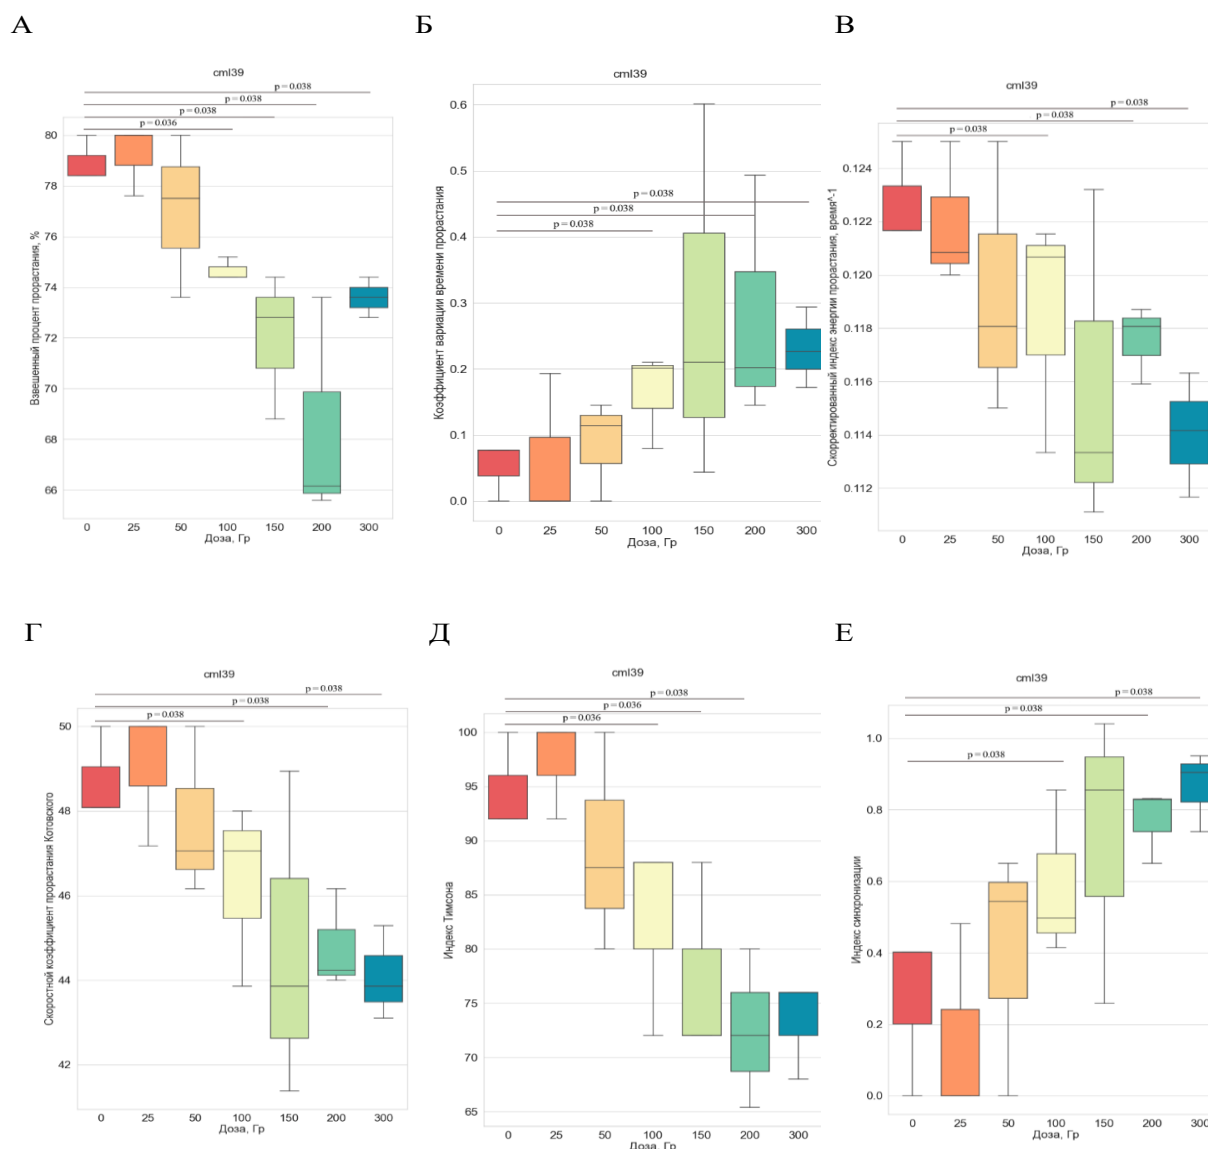 А
cml39
p = 0.038
p = 0.038
p = 0.038
p = 0.036
Взвешенный процент прорастания, %
80
78
76
74
72
70
68
66
0 25 50 100 150 200 300
Доза, Гр
Б
cml39
p = 0.038
p = 0.038
p = 0.038
Коэффициент вариации времени прорастания
0.6
0.5
0.4
0.3
0.2
0.1
0.0
0 25 50 100 150 200 300
Доза, Гр
В
cml39
p = 0.038
p = 0.038
p = 0.038
Скорректированный индекс энергии прорастания, время^-1
0.124
0.122
0.120
0.118
0.116
0.114
0.112
0 25 50 100 150 200 300
Доза, Гр
Г
cml39
p = 0.038
p = 0.038
p = 0.038
Скоростной коэффициент прорастания Котовского
50
48
46
44
42
0 25 50 100 150 200 300
Доза, Гр
Д
cml39
p = 0.038
p = 0.036
p = 0.036
Индекс Тимсона
100
95
90
85
80
75
70
65
0 25 50 100 150 200 300
Доза, Гр
Е
cml39
p = 0.038
p = 0.038
p = 0.038
Индекс синхронизации
1.0
0.8
0.6
0.4
0.2
0.0
0 25 50 100 150 200 300
Доза, Гр